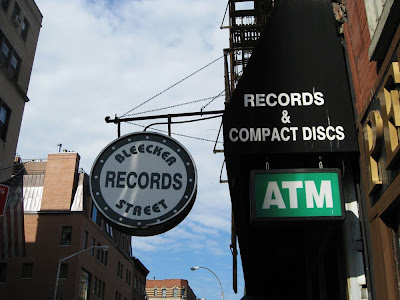 BLEECKER
RECORDS
STREET
RECORDS
&
COMPACT DISCS
ATM